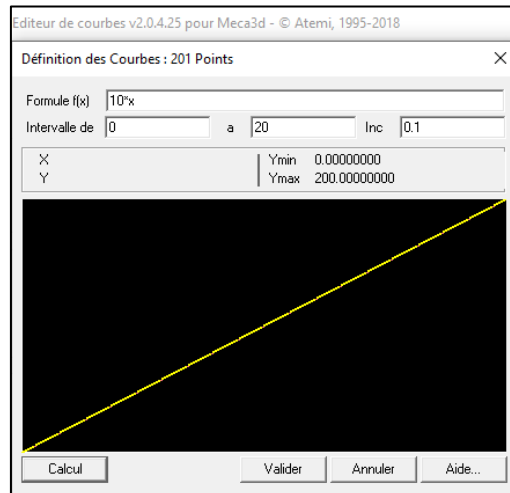 Editeur de courbes v2.0.4.25 pour Meca3d - © Atemi, 1995-2018
Définition des Courbes : 201 Points
Formule f(x) 10*x
Intervalle de 0 a 20 Inc 0.1
X Ymin 0.00000000
Y Ymax 200.00000000
Calcul Valider Annuler Aide...